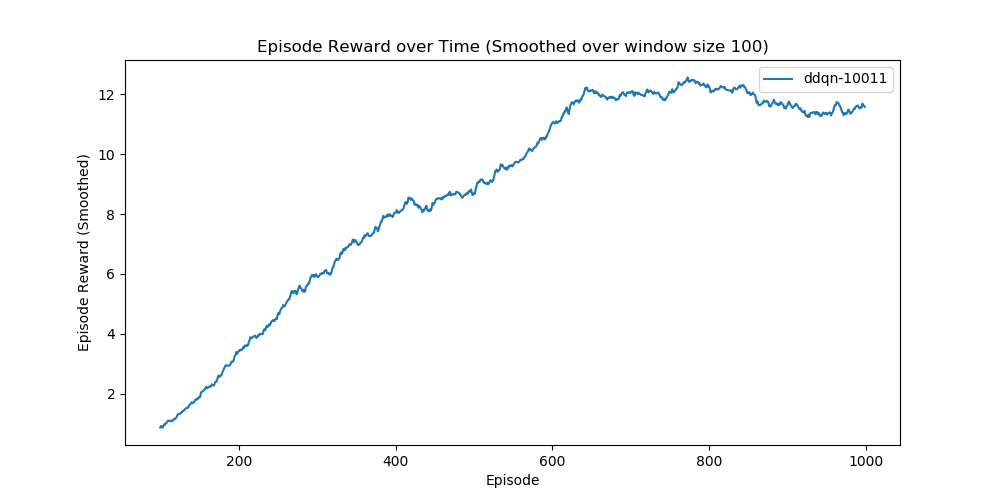 Episode Reward over Time (Smoothed over window size 100)
ddqn-10011
12
10
8
6
4
2
Episode Reward (Smoothed)
200 400 600 800 1000
Episode